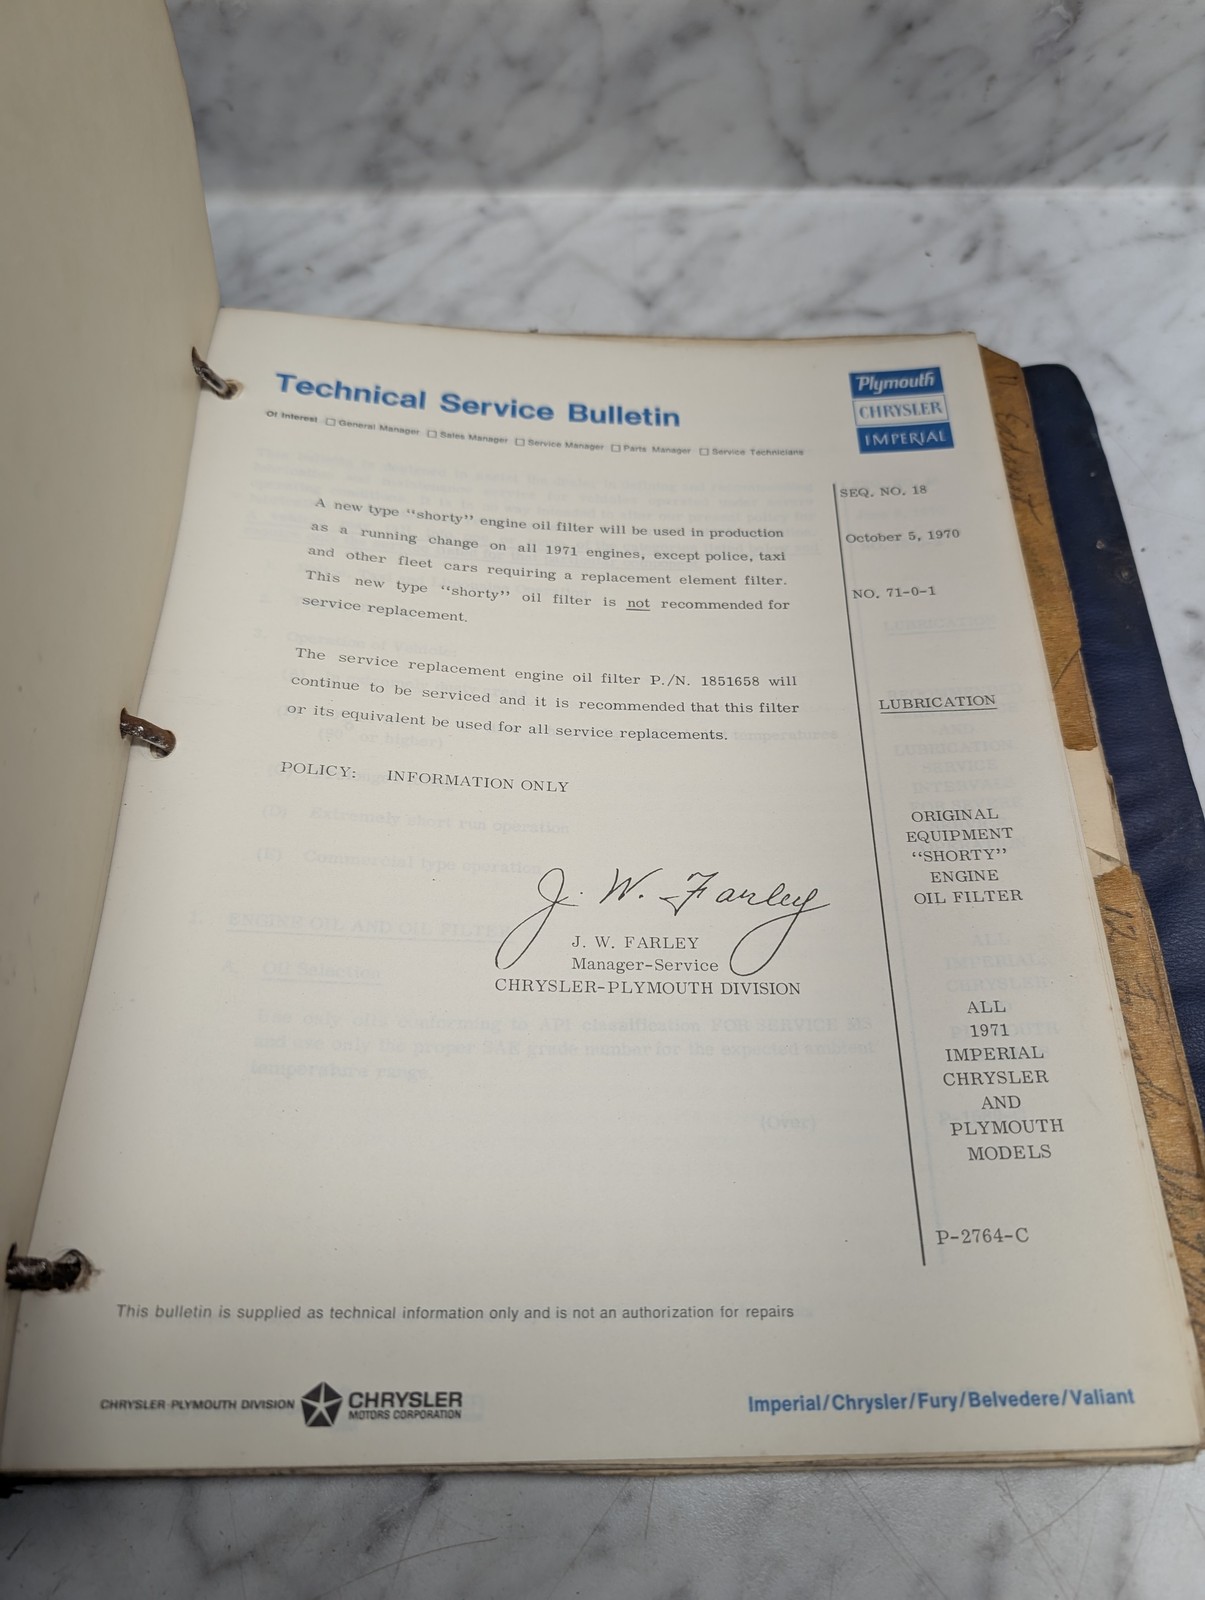 Technical Service Bulletin
Of Interest □ General Manager □ Sales Manager □ Service Manager □ Parts Manager □ Service Technicians
Plymouth
CHRYSLER
IMPERIAL
A new type “shorty” engine oil filter will be used in production
as a running change on all 1971 engines, except police, taxi
and other fleet cars requiring a replacement element filter.
This new type “shorty” oil filter is not recommended for
service replacement.
The service replacement engine oil filter P./N. 1851658 will
continue to be serviced and it is recommended that this filter
or its equivalent be used for all service replacements.
POLICY: INFORMATION ONLY
J. W. Farley
J. W. FARLEY
Manager-Service
CHRYSLER-PLYMOUTH DIVISION
SEQ. NO. 18
October 5, 1970
NO. 71-0-1
LUBRICATION
ORIGINAL
EQUIPMENT
“SHORTY”
ENGINE
OIL FILTER
ALL
1971
IMPERIAL
CHRYSLER
AND
PLYMOUTH
MODELS
P-2764-C
This bulletin is supplied as technical information only and is not an authorization for repairs
CHRYSLER-PLYMOUTH DIVISION
CHRYSLER
MOTORS CORPORATION
Imperial/Chrysler/Fury/Belvedere/Valiant